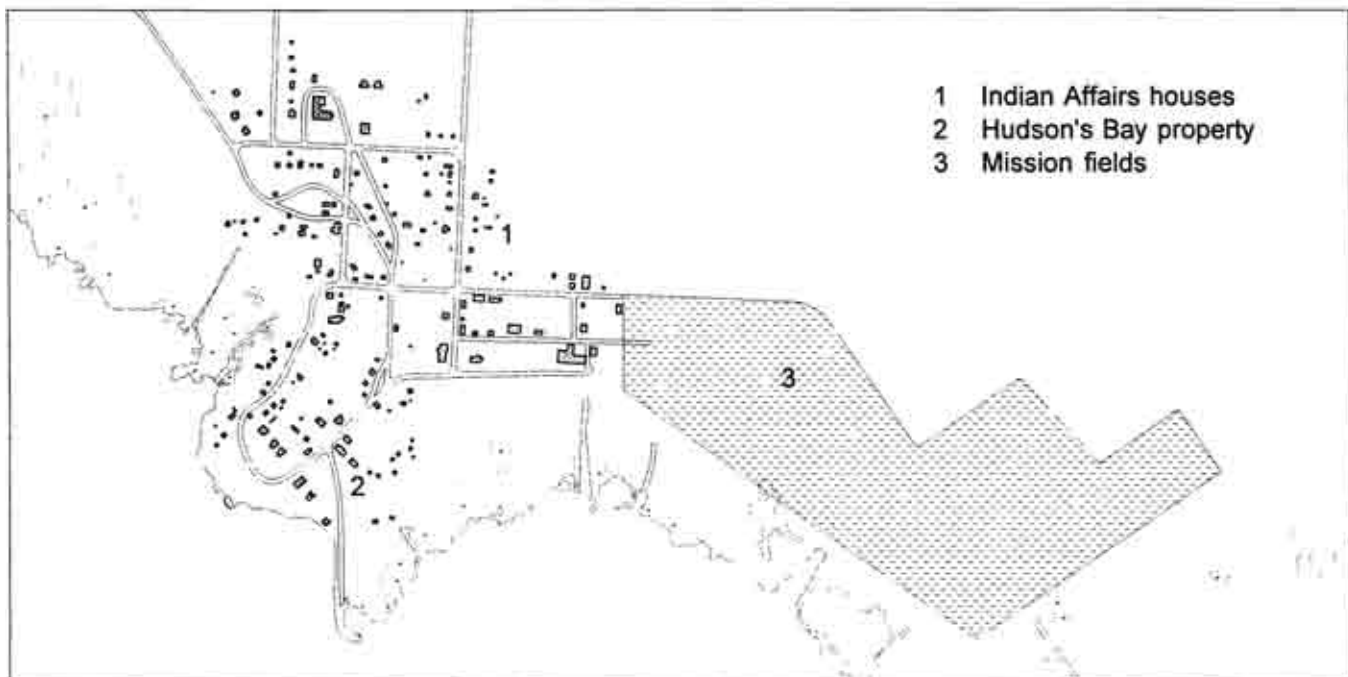 1 Indian Affairs houses
2 Hudson's Bay property
3 Mission fields
1
3
2